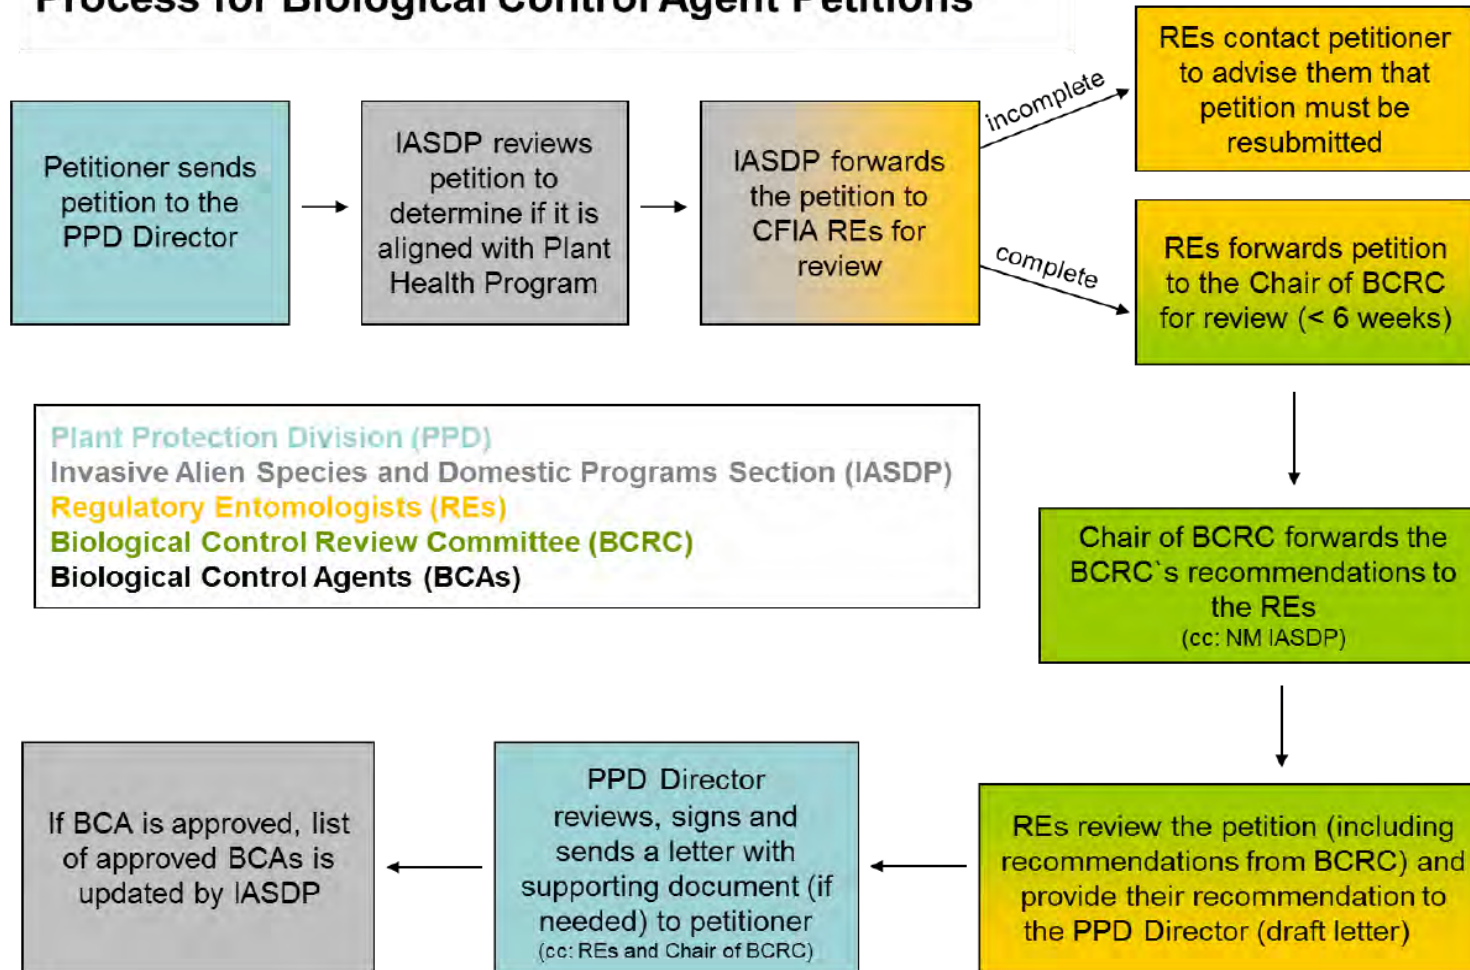 Process for Biological Control Agent Petitions
Petitioner sends
petition to the
PPD Director
IASDP reviews
petition to
determine if it is
aligned with Plant
Health Program
IASDP forwards
the petition to
CFIA REs for
review
incomplete
REs contact petitioner
to advise them that
petition must be
resubmitted
complete
REs forwards petition
to the Chair of BCRC
for review (< 6 weeks)
Plant Protection Division (PPD)
Invasive Alien Species and Domestic Programs Section (IASDP)
Regulatory Entomologists (REs)
Biological Control Review Committee (BCRC)
Biological Control Agents (BCAs)
Chair of BCRC forwards the
BCRC`s recommendations to
the REs
(cc: NM IASDP)
REs review the petition (including
recommendations from BCRC) and
provide their recommendation to
the PPD Director (draft letter)
PPD Director
reviews, signs and
sends a letter with
supporting document (if
needed) to petitioner
(cc: REs and Chair of BCRC)
If BCA is approved, list
of approved BCAs is
updated by IASDP